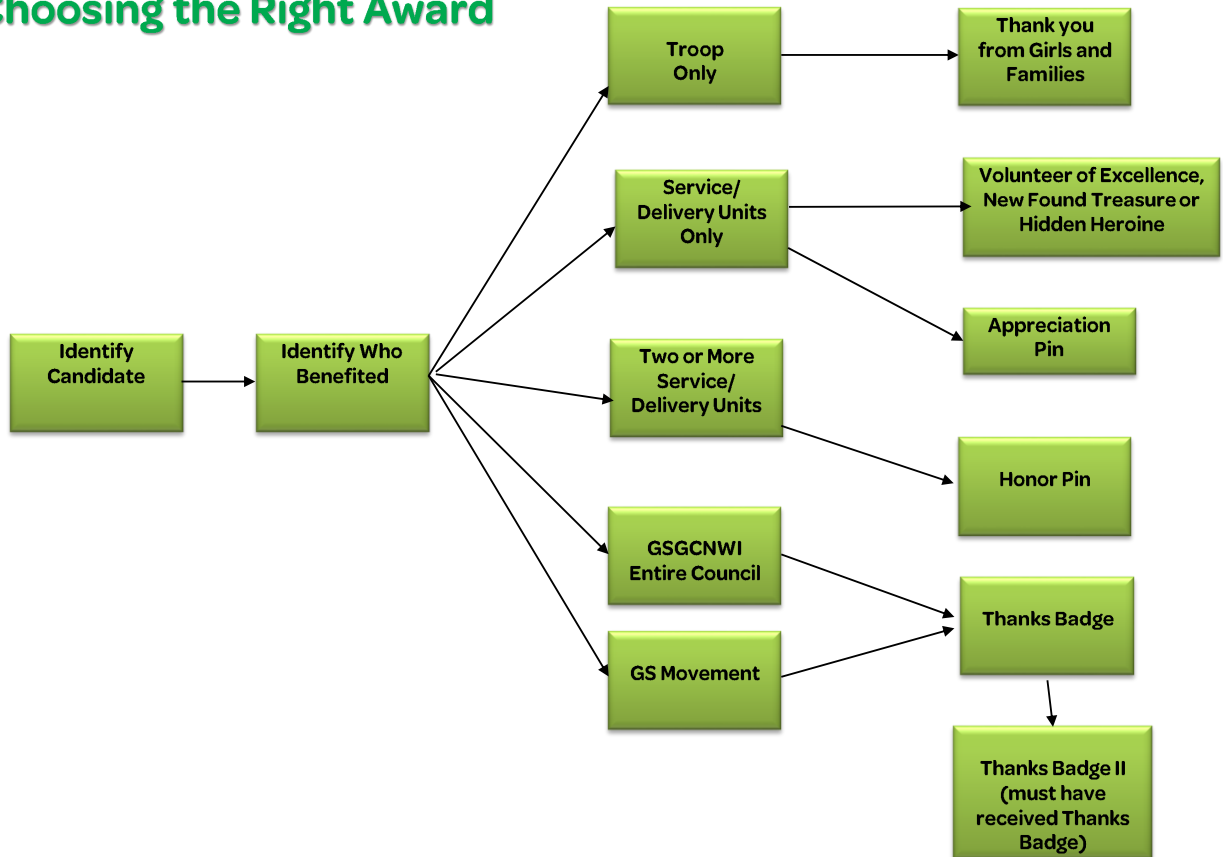 hoosing the Right Award
Troop
Only
Thank you
from Girls and
Families
Service/
Delivery Units
Only
Volunteer of Excellence,
New Found Treasure or
Hidden Heroine
Appreciation
Pin
Identify
Candidate
Identify Who
Benefited
Two or More
Service/
Delivery Units
Honor Pin
GSGCNWI
Entire Council
Thanks Badge
GS Movement
Thanks Badge II
(must have
received Thanks
Badge)